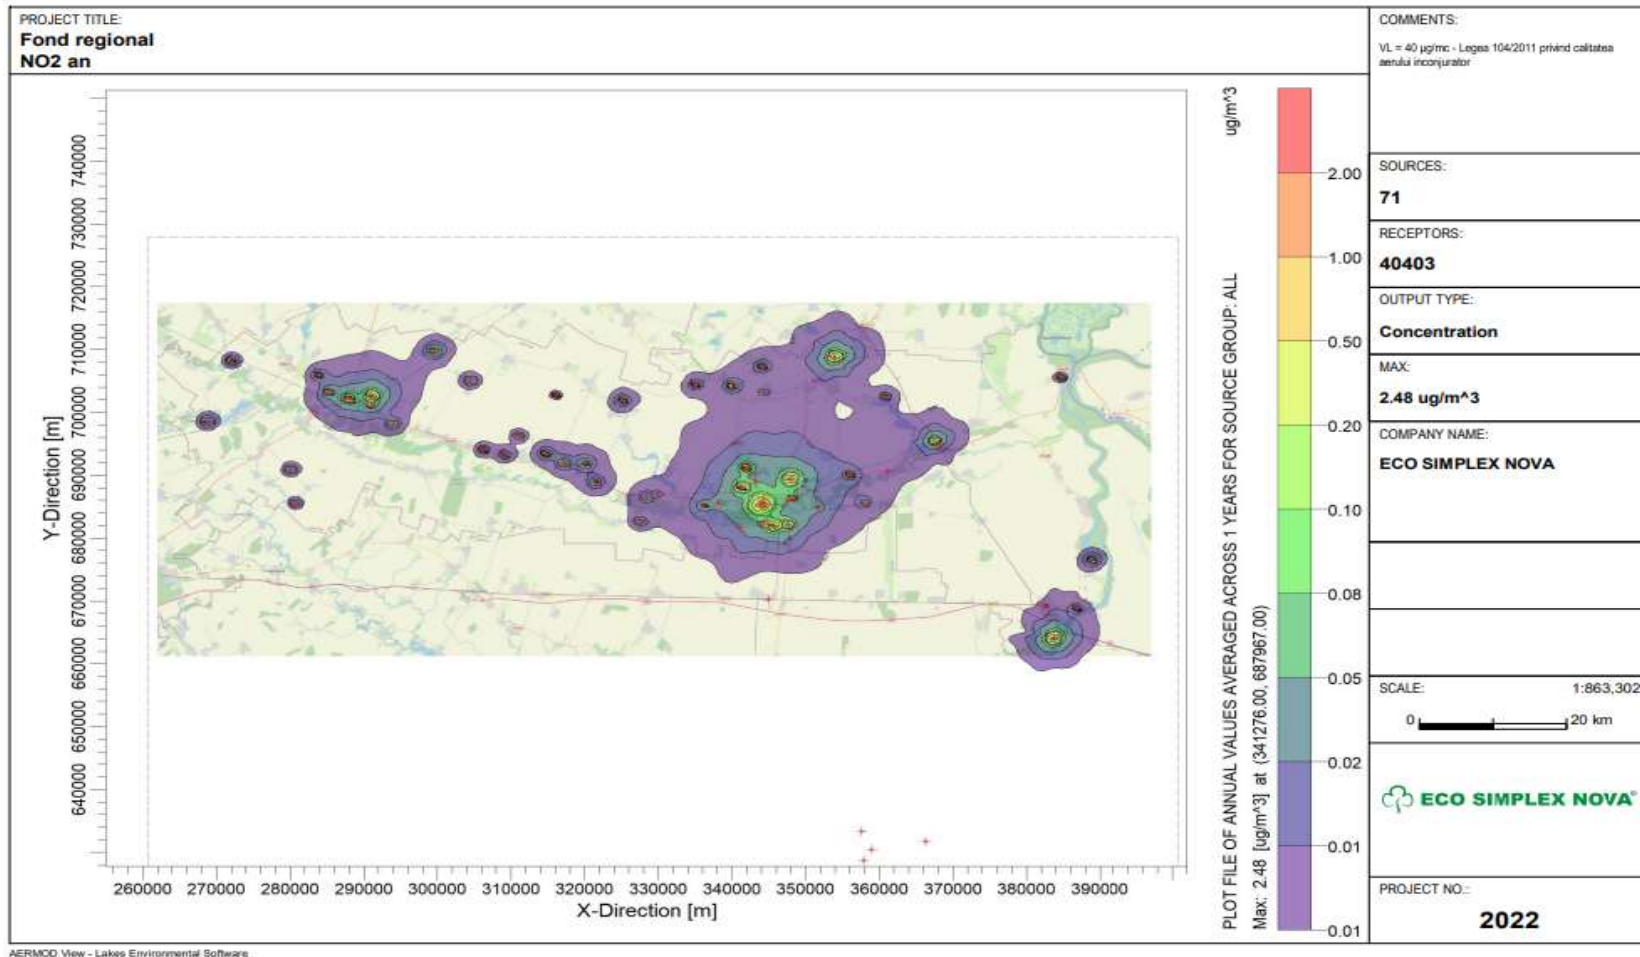 PROJECT TITLE:
Fond regional
NO2 an
COMMENTS:
VL = 40 µg/mc - Legea 104/2011 privind calitatea
aerului inconjurator
SOURCES:
71
RECEPTORS:
40403
OUTPUT TYPE:
Concentration
MAX:
2.48 ug/m^3
COMPANY NAME:
ECO SIMPLEX NOVA
SCALE:
1:863,302
0
20 km
ECO SIMPLEX NOVA
PROJECT NO.:
2022
Y-Direction [m]
740000
730000
720000
710000
700000
690000
680000
670000
660000
650000
640000
260000
270000
280000
290000
300000
310000
320000
330000
340000
350000
360000
370000
380000
390000
X-Direction [m]
PLOT FILE OF ANNUAL VALUES AVERAGED ACROSS 1 YEARS FOR SOURCE GROUP: ALL
ug/m^3
Max: 2.48 [ug/m^3] at (341276.00, 687967.00)
2.00
1.00
0.50
0.20
0.10
0.08
0.05
0.02
0.01
0.01
AERMOD View - Lakes Environmental Software